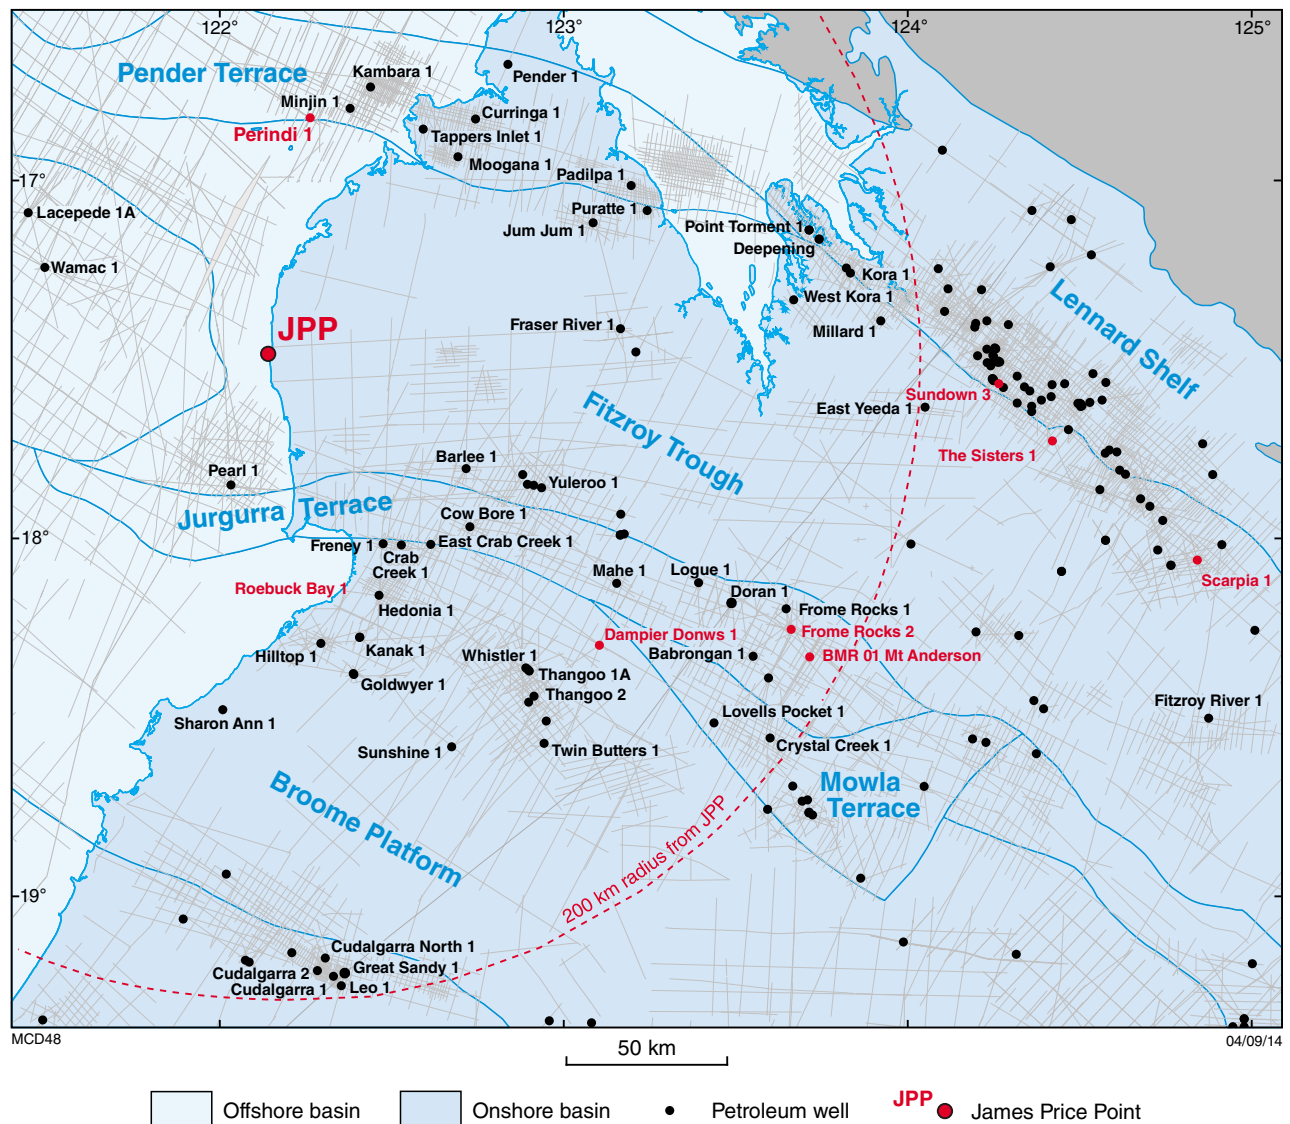 122°
123°
124°
125°
Pender Terrace
Kambara 1
Pender 1
Minjin 1
Perindi 1
Curringa 1
Tappers Inlet 1
Moogana 1
Padilpa 1
17°
Lacepede 1A
Puratte 1
Jum Jum 1
Point Torment 1
Deepening
Wamac 1
Kora 1
West Kora 1
Lennard Shelf
JPP
Fraser River 1
Millard 1
Sundown 3
East Yeeda 1
Fitzroy Trough
The Sisters 1
Barlee 1
Pearl 1
Yuleroo 1
Jurgurra Terrace
Cow Bore 1
18°
Freney 1
Crab
Creek 1
East Crab Creek 1
Roebuck Bay 1
Mahe 1
Logue 1
Scarpia 1
Doran 1
Hedonia 1
Frome Rocks 1
Dampier Donws 1
Frome Rocks 2
Hilltop 1
Kanak 1
Whistler 1
Babrongan 1
BMR 01 Mt Anderson
Goldwyer 1
Thangoo 1A
Thangoo 2
Fitzroy River 1
Sharon Ann 1
Lovells Pocket 1
Sunshine 1
Twin Butters 1
Crystal Creek 1
Mowla
Terrace
Broome Platform
200 km radius from JPP
19°
Cudalgarra North 1
Cudalgarra 2
Great Sandy 1
Cudalgarra 1
Leo 1
MCD48
04/09/14
50 km
Offshore basin
Onshore basin
Petroleum well
JPP
James Price Point